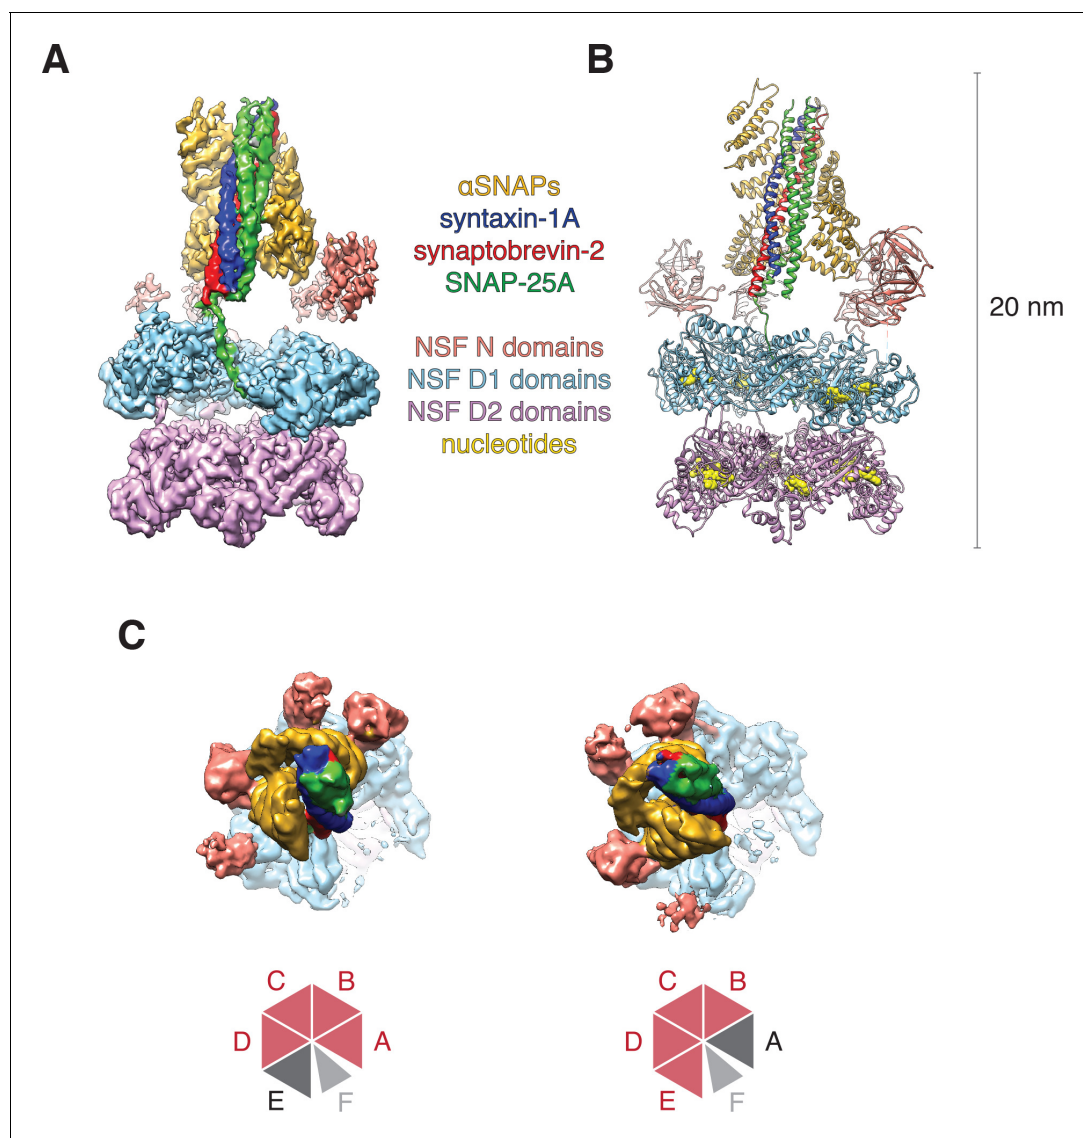 A
B
αSNAPs
syntaxin-1A
synaptobrevin-2
SNAP-25A
20 nm
NSF N domains
NSF D1 domains
NSF D2 domains
nucleotides
C
C B
D A
E F
C B
D A
E F